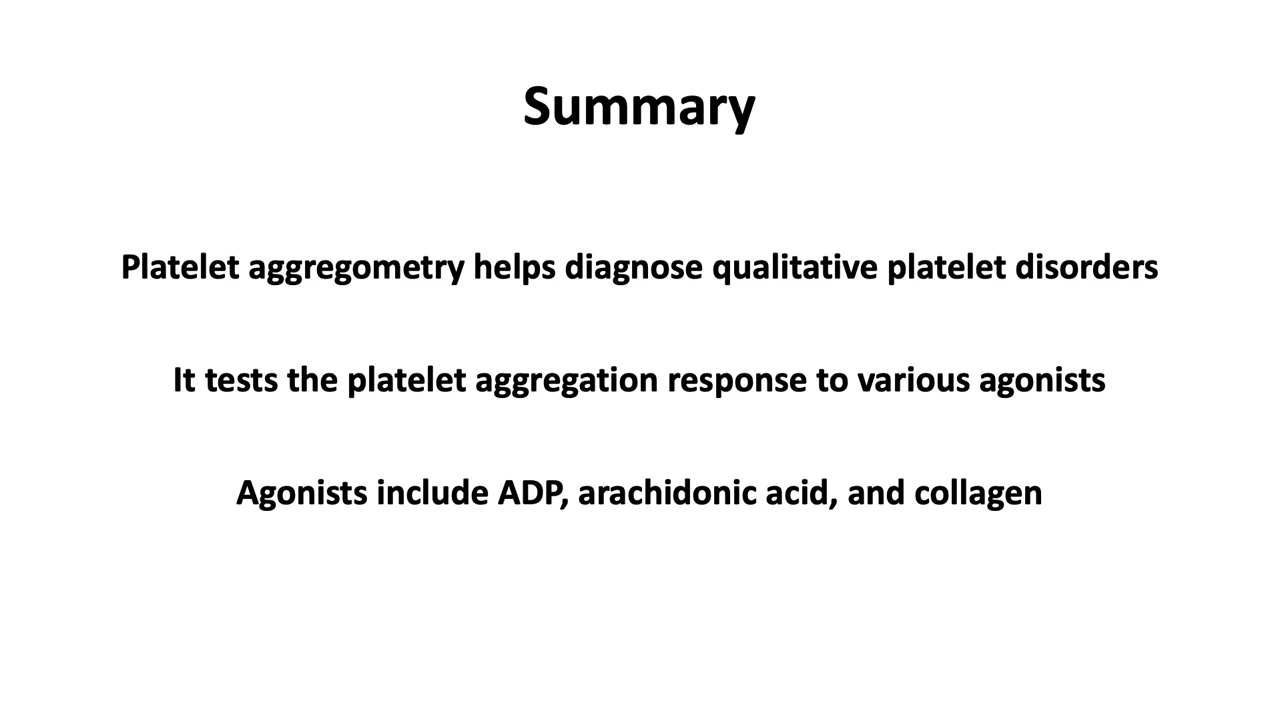 Summary
Platelet aggregometry helps diagnose qualitative platelet disorders
It tests the platelet aggregation response to various agonists
Agonists include ADP, arachidonic acid, and collagen